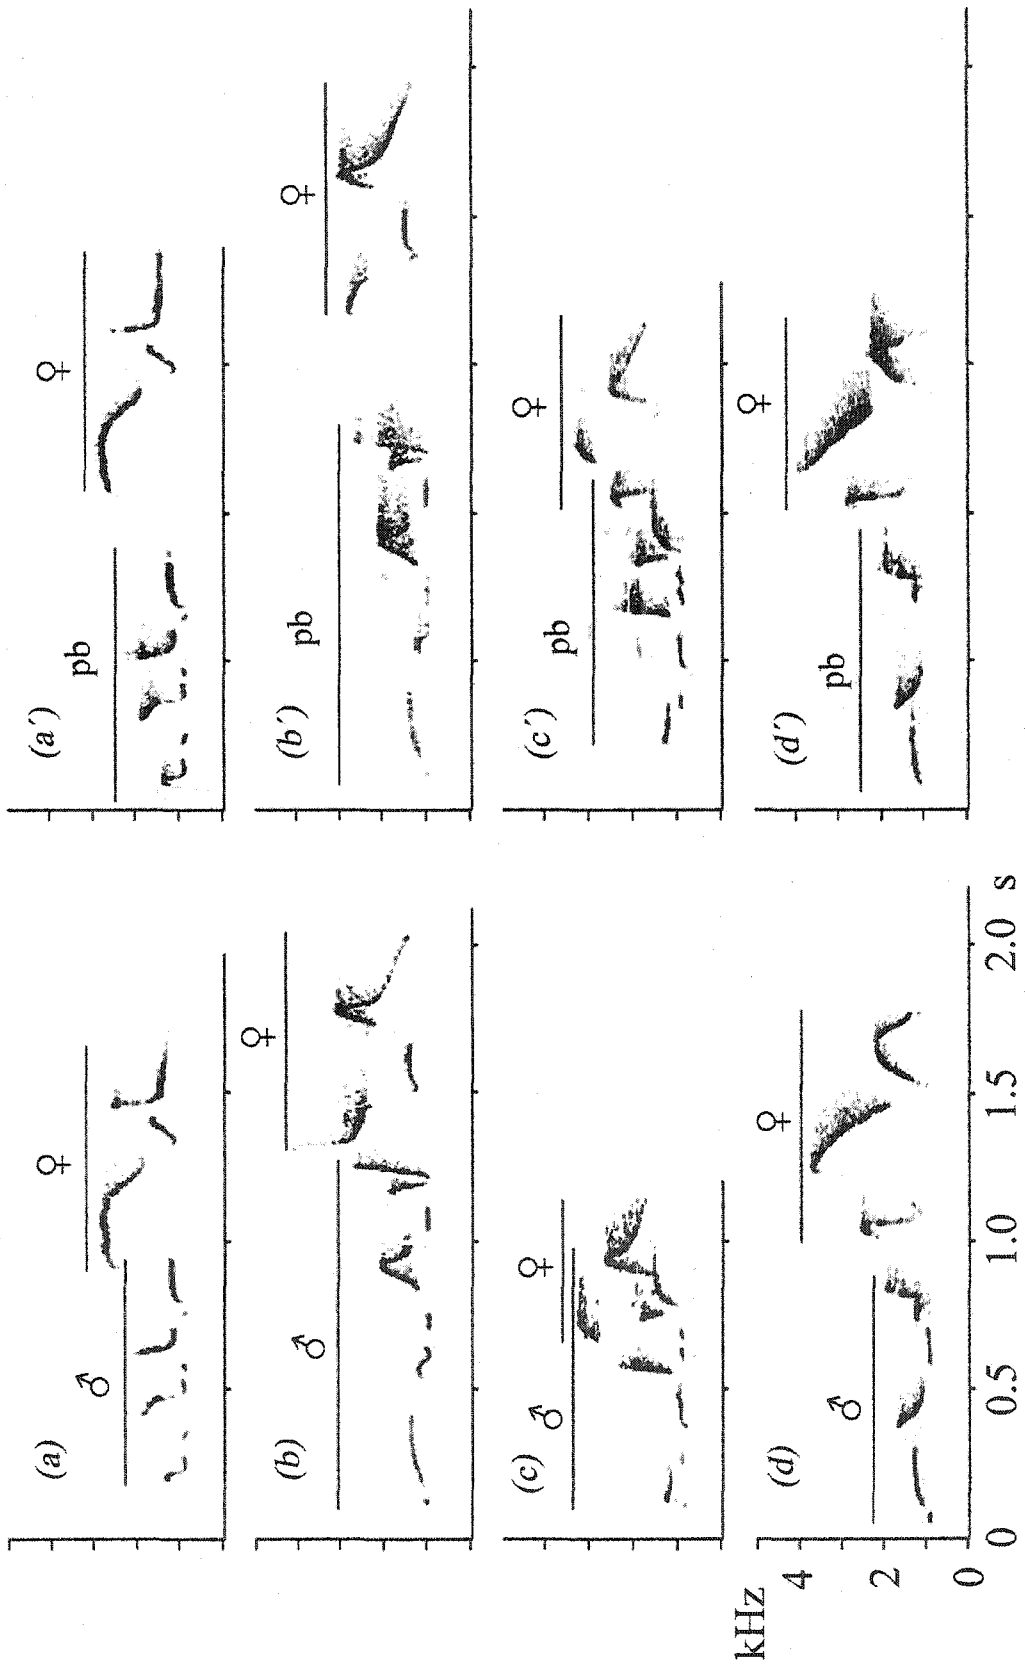 (a) ♂ ♀
(a´) pb ♀
(b) ♂ ♀
(b´) pb ♀
(c) ♂ ♀
(c´) pb ♀
(d) ♂ ♀
(d´) pb ♀
kHz
4
2
0
0 0.5 1.0 1.5 2.0 s